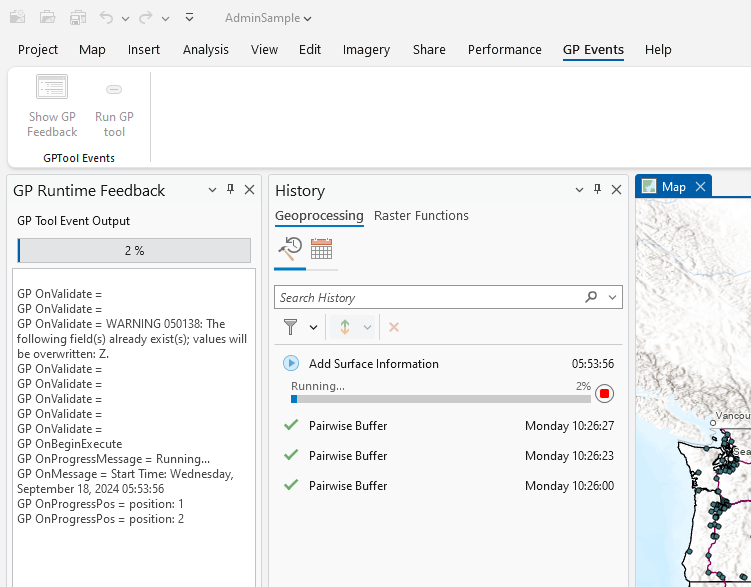 AdminSample
Project Map Insert Analysis View Edit Imagery Share Performance GP Events Help
Show GP
Feedback
Run GP
tool
GPTool Events
GP Runtime Feedback
GP Tool Event Output
2 %
GP OnValidate =
GP OnValidate =
GP OnValidate = WARNING 050138: The
following field(s) already exist(s); values will
be overwritten: Z.
GP OnValidate =
GP OnValidate =
GP OnValidate =
GP OnValidate =
GP OnValidate =
GP OnBeginExecute
GP OnProgressMessage = Running...
GP OnMessage = Start Time: Wednesday,
September 18, 2024 05:53:56
GP OnProgressPos = position: 1
GP OnProgressPos = position: 2
History
Geoprocessing Raster Functions
Search History
Add Surface Information 05:53:56
Running... 2%
Pairwise Buffer Monday 10:26:27
Pairwise Buffer Monday 10:26:23
Pairwise Buffer Monday 10:26:00
Map
Vancou
Sea